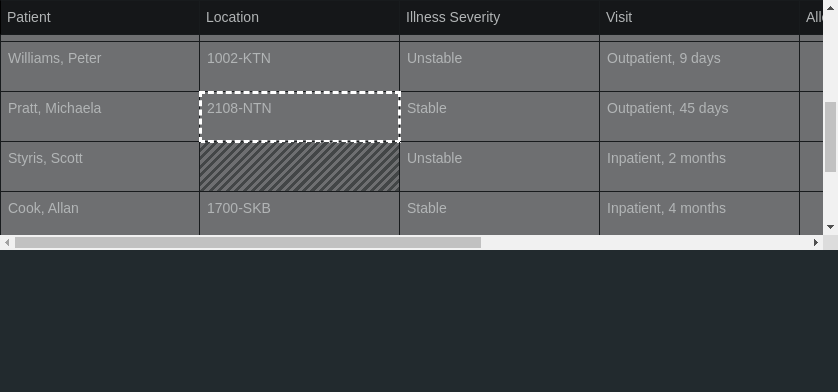 Patient Location Illness Severity Visit
Williams, Peter 1002-KTN Unstable Outpatient, 9 days
Pratt, Michaela 2108-NTN Stable Outpatient, 45 days
Styris, Scott Unstable Inpatient, 2 months
Cook, Allan 1700-SKB Stable Inpatient, 4 months